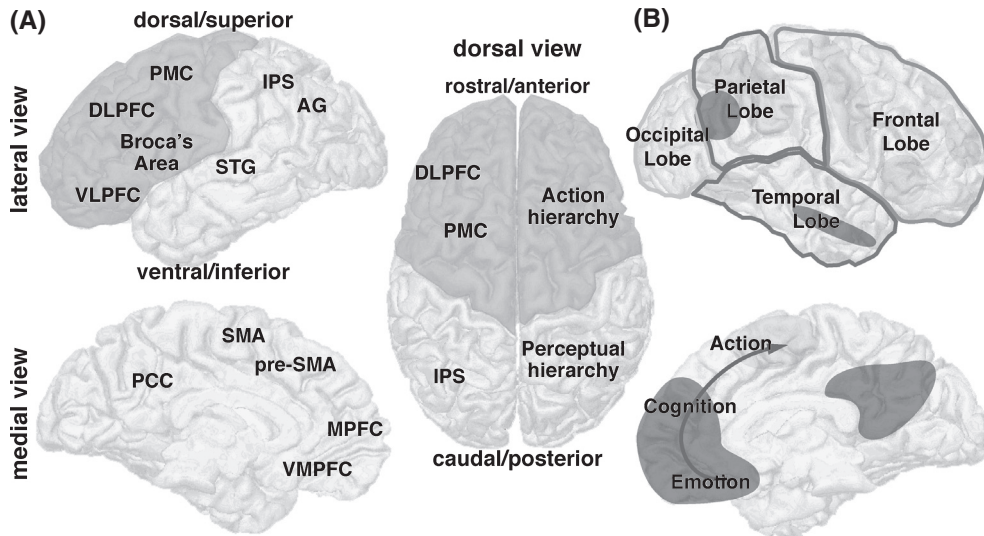 (A)
dorsal/superior
lateral view
PMC
IPS
DLPFC
AG
Broca's
Area
STG
VLPFC
ventral/inferior
medial view
SMA
pre-SMA
PCC
MPFC
VMPFC
dorsal view
rostral/anterior
DLPFC
Action
hierarchy
PMC
Perceptual
hierarchy
IPS
caudal/posterior
(B)
Parietal
Lobe
Frontal
Lobe
Occipital
Lobe
Temporal
Lobe
Action
Cognition
Emotion